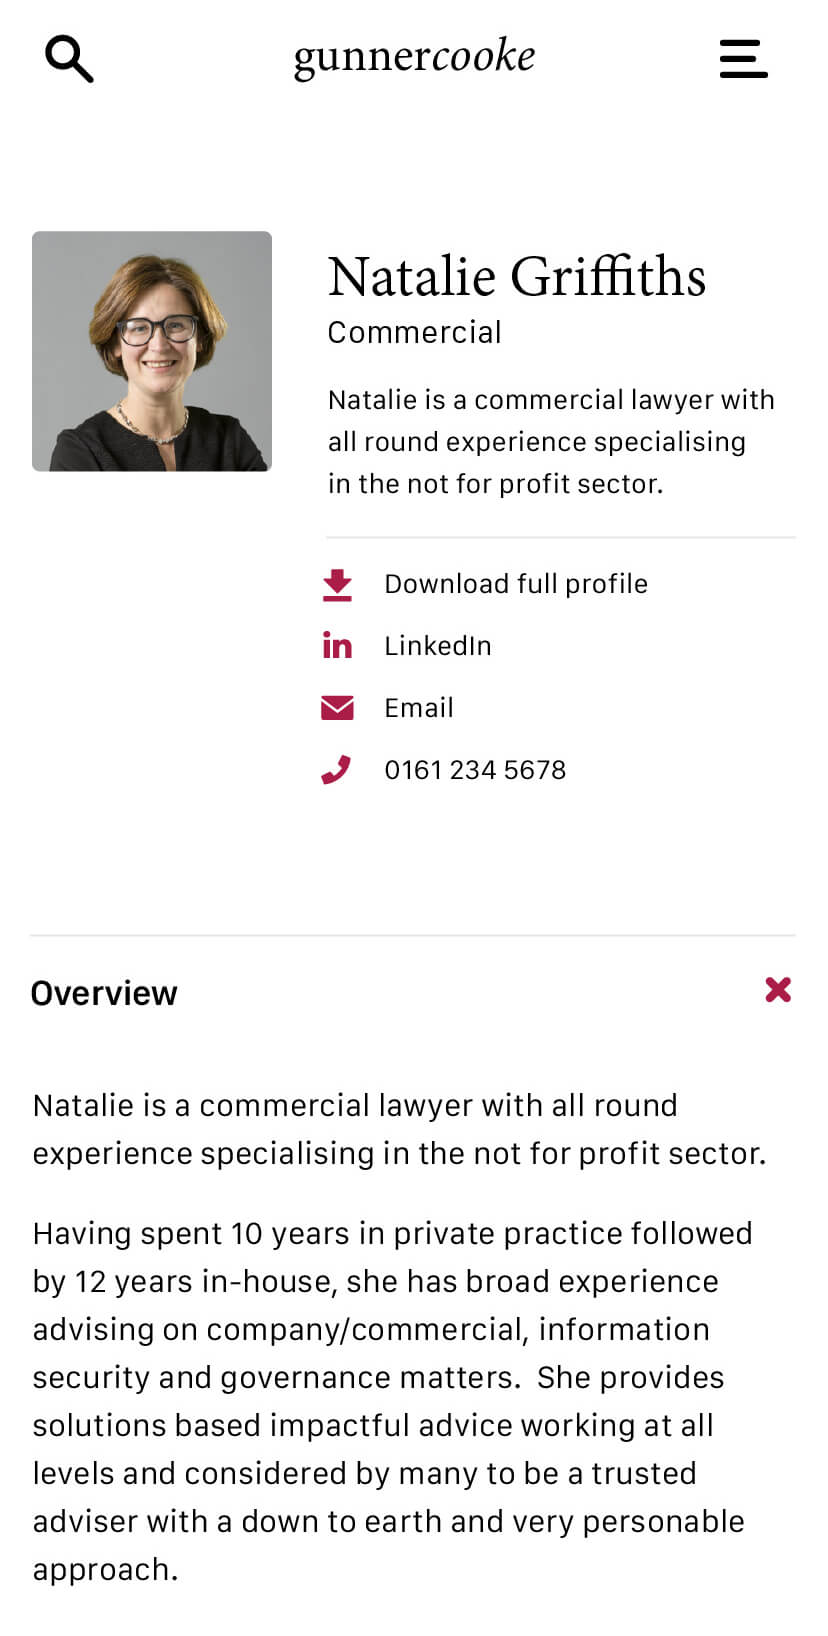 gunnercooke
Natalie Griffiths
Commercial
Natalie is a commercial lawyer with
all round experience specialising
in the not for profit sector.
Download full profile
LinkedIn
Email
0161 234 5678
Overview
Natalie is a commercial lawyer with all round
experience specialising in the not for profit sector.
Having spent 10 years in private practice followed
by 12 years in-house, she has broad experience
advising on company/commercial, information
security and governance matters.  She provides
solutions based impactful advice working at all
levels and considered by many to be a trusted
adviser with a down to earth and very personable
approach.